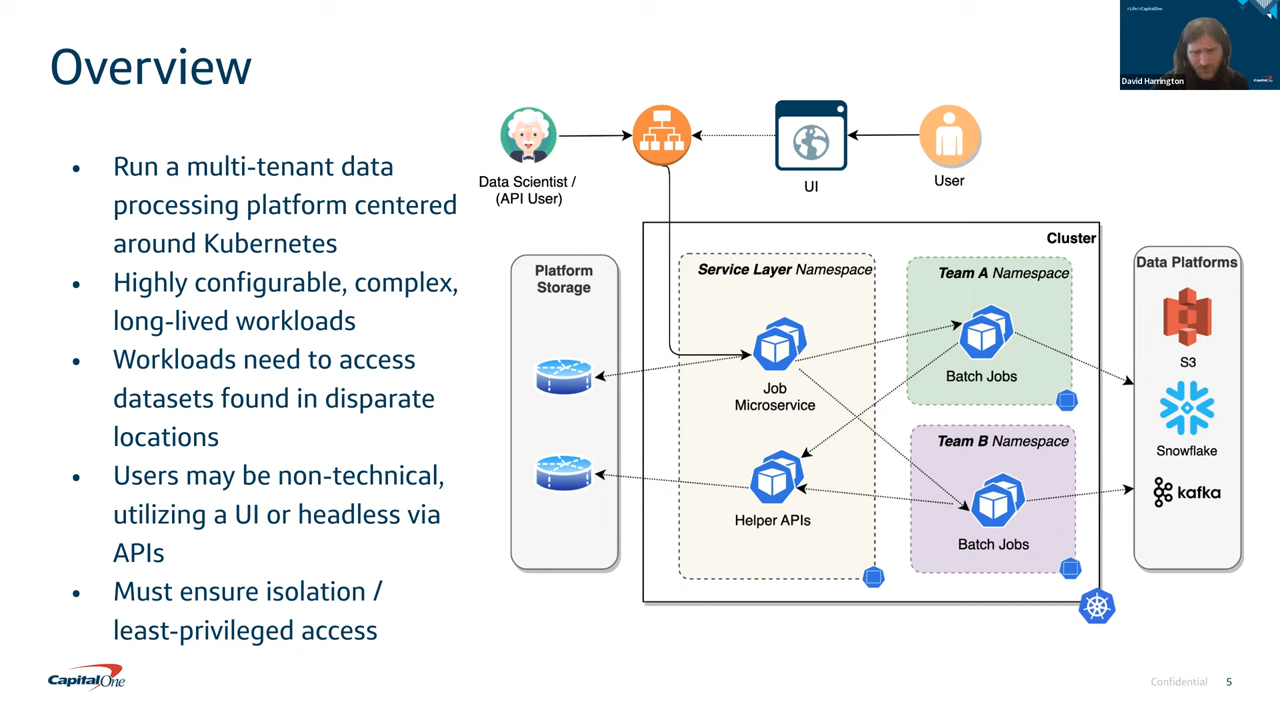 Overview
Run a multi-tenant data
processing platform centered
around Kubernetes
Highly configurable, complex,
long-lived workloads
Workloads need to access
datasets found in disparate
locations
Users may be non-technical,
utilizing a UI or headless via
APIs
Must ensure isolation /
least-privileged access
Data Scientist /
(API User)
UI
User
Cluster
Platform
Storage
Service Layer Namespace
Job
Microservice
Helper APIs
Team A Namespace
Batch Jobs
Team B Namespace
Batch Jobs
Data Platforms
S3
Snowflake
kafka
#LifeAtCapitalOne
David Harrington
CapitalOne
CapitalOne
Confidential 5